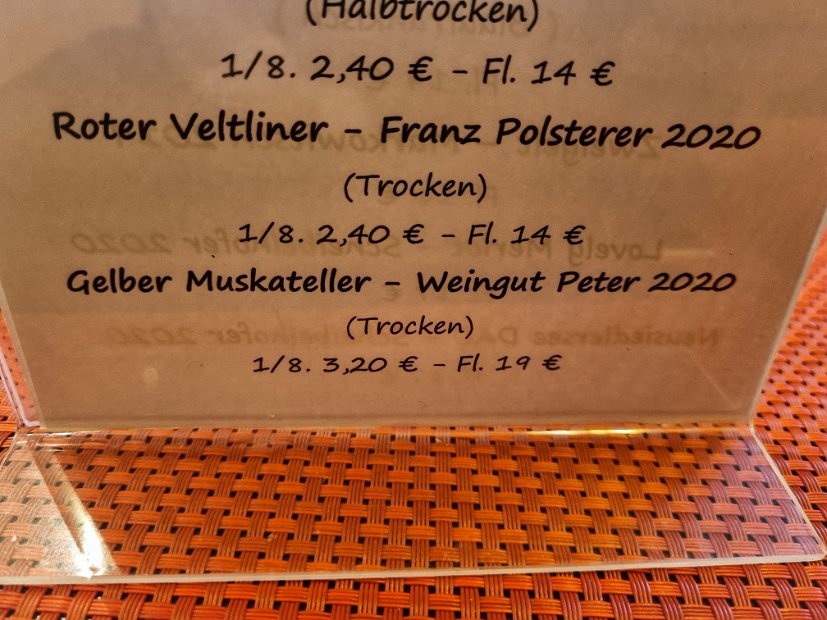 (Halbtrocken)
1/8. 2,40 € - Fl. 14 €
Roter Veltliner - Franz Polsterer 2020
(Trocken)
1/8. 2,40 € - Fl. 14 €
Gelber Muskateller - Weingut Peter 2020
(Trocken)
1/8. 3,20 € - Fl. 19 €